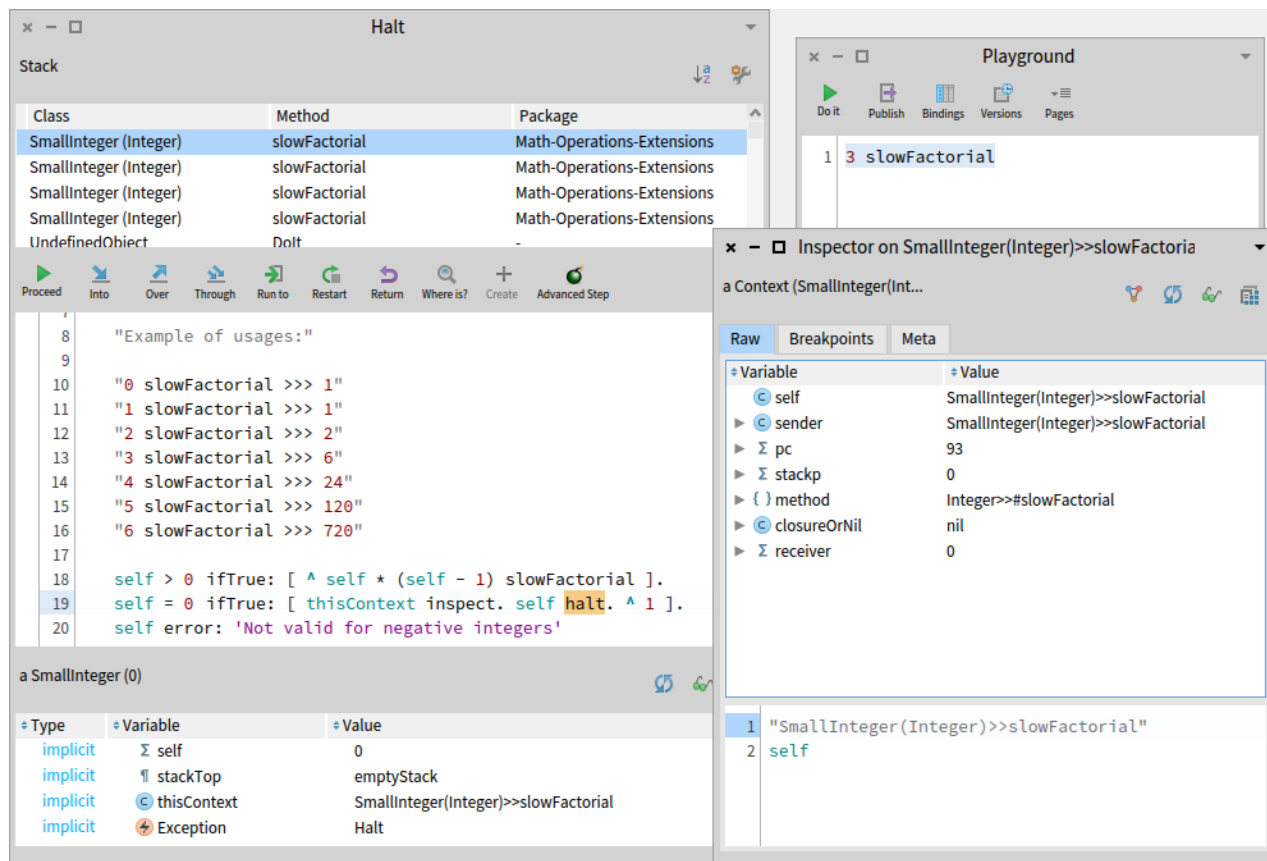 Halt
Stack
Class Method Package
SmallInteger (Integer) slowFactorial Math-Operations-Extensions
SmallInteger (Integer) slowFactorial Math-Operations-Extensions
SmallInteger (Integer) slowFactorial Math-Operations-Extensions
SmallInteger (Integer) slowFactorial Math-Operations-Extensions
UndefinedObject DoIt -
Proceed Into Over Through Run to Restart Return Where is? Create Advanced Step
8 "Example of usages:"
9
10 "0 slowFactorial >>> 1"
11 "1 slowFactorial >>> 1"
12 "2 slowFactorial >>> 2"
13 "3 slowFactorial >>> 6"
14 "4 slowFactorial >>> 24"
15 "5 slowFactorial >>> 120"
16 "6 slowFactorial >>> 720"
17
18 self > 0 ifTrue: [ ^ self * (self - 1) slowFactorial ].
19 self = 0 ifTrue: [ thisContext inspect. self halt. ^ 1 ].
20 self error: 'Not valid for negative integers'
a SmallInteger (0)
Type Variable Value
implicit self 0
implicit stackTop emptyStack
implicit thisContext SmallInteger(Integer)>>slowFactorial
implicit Exception Halt
Playground
Do it Publish Bindings Versions Pages
1 3 slowFactorial
Inspector on SmallInteger(Integer)>>slowFactoria
a Context (SmallInteger(Int...
Raw Breakpoints Meta
Variable Value
self SmallInteger(Integer)>>slowFactorial
sender SmallInteger(Integer)>>slowFactorial
pc 93
stackp 0
method Integer>>#slowFactorial
closureOrNil nil
receiver 0
1 "SmallInteger(Integer)>>slowFactorial"
2 self